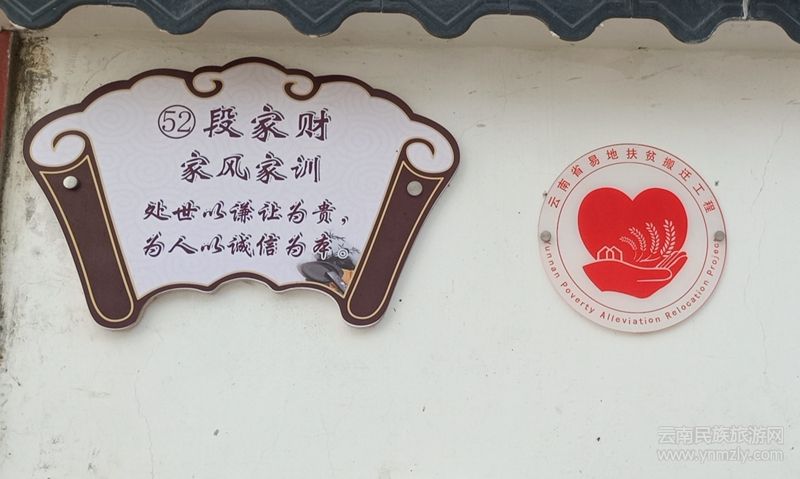 52 段家财
家风家训
处世以谦让为贵，
为人以诚信为本。
云南省易地扶贫搬迁工程
Yunnan Poverty Alleviation Relocation Project
云南民族旅游网
www.ynmzly.com